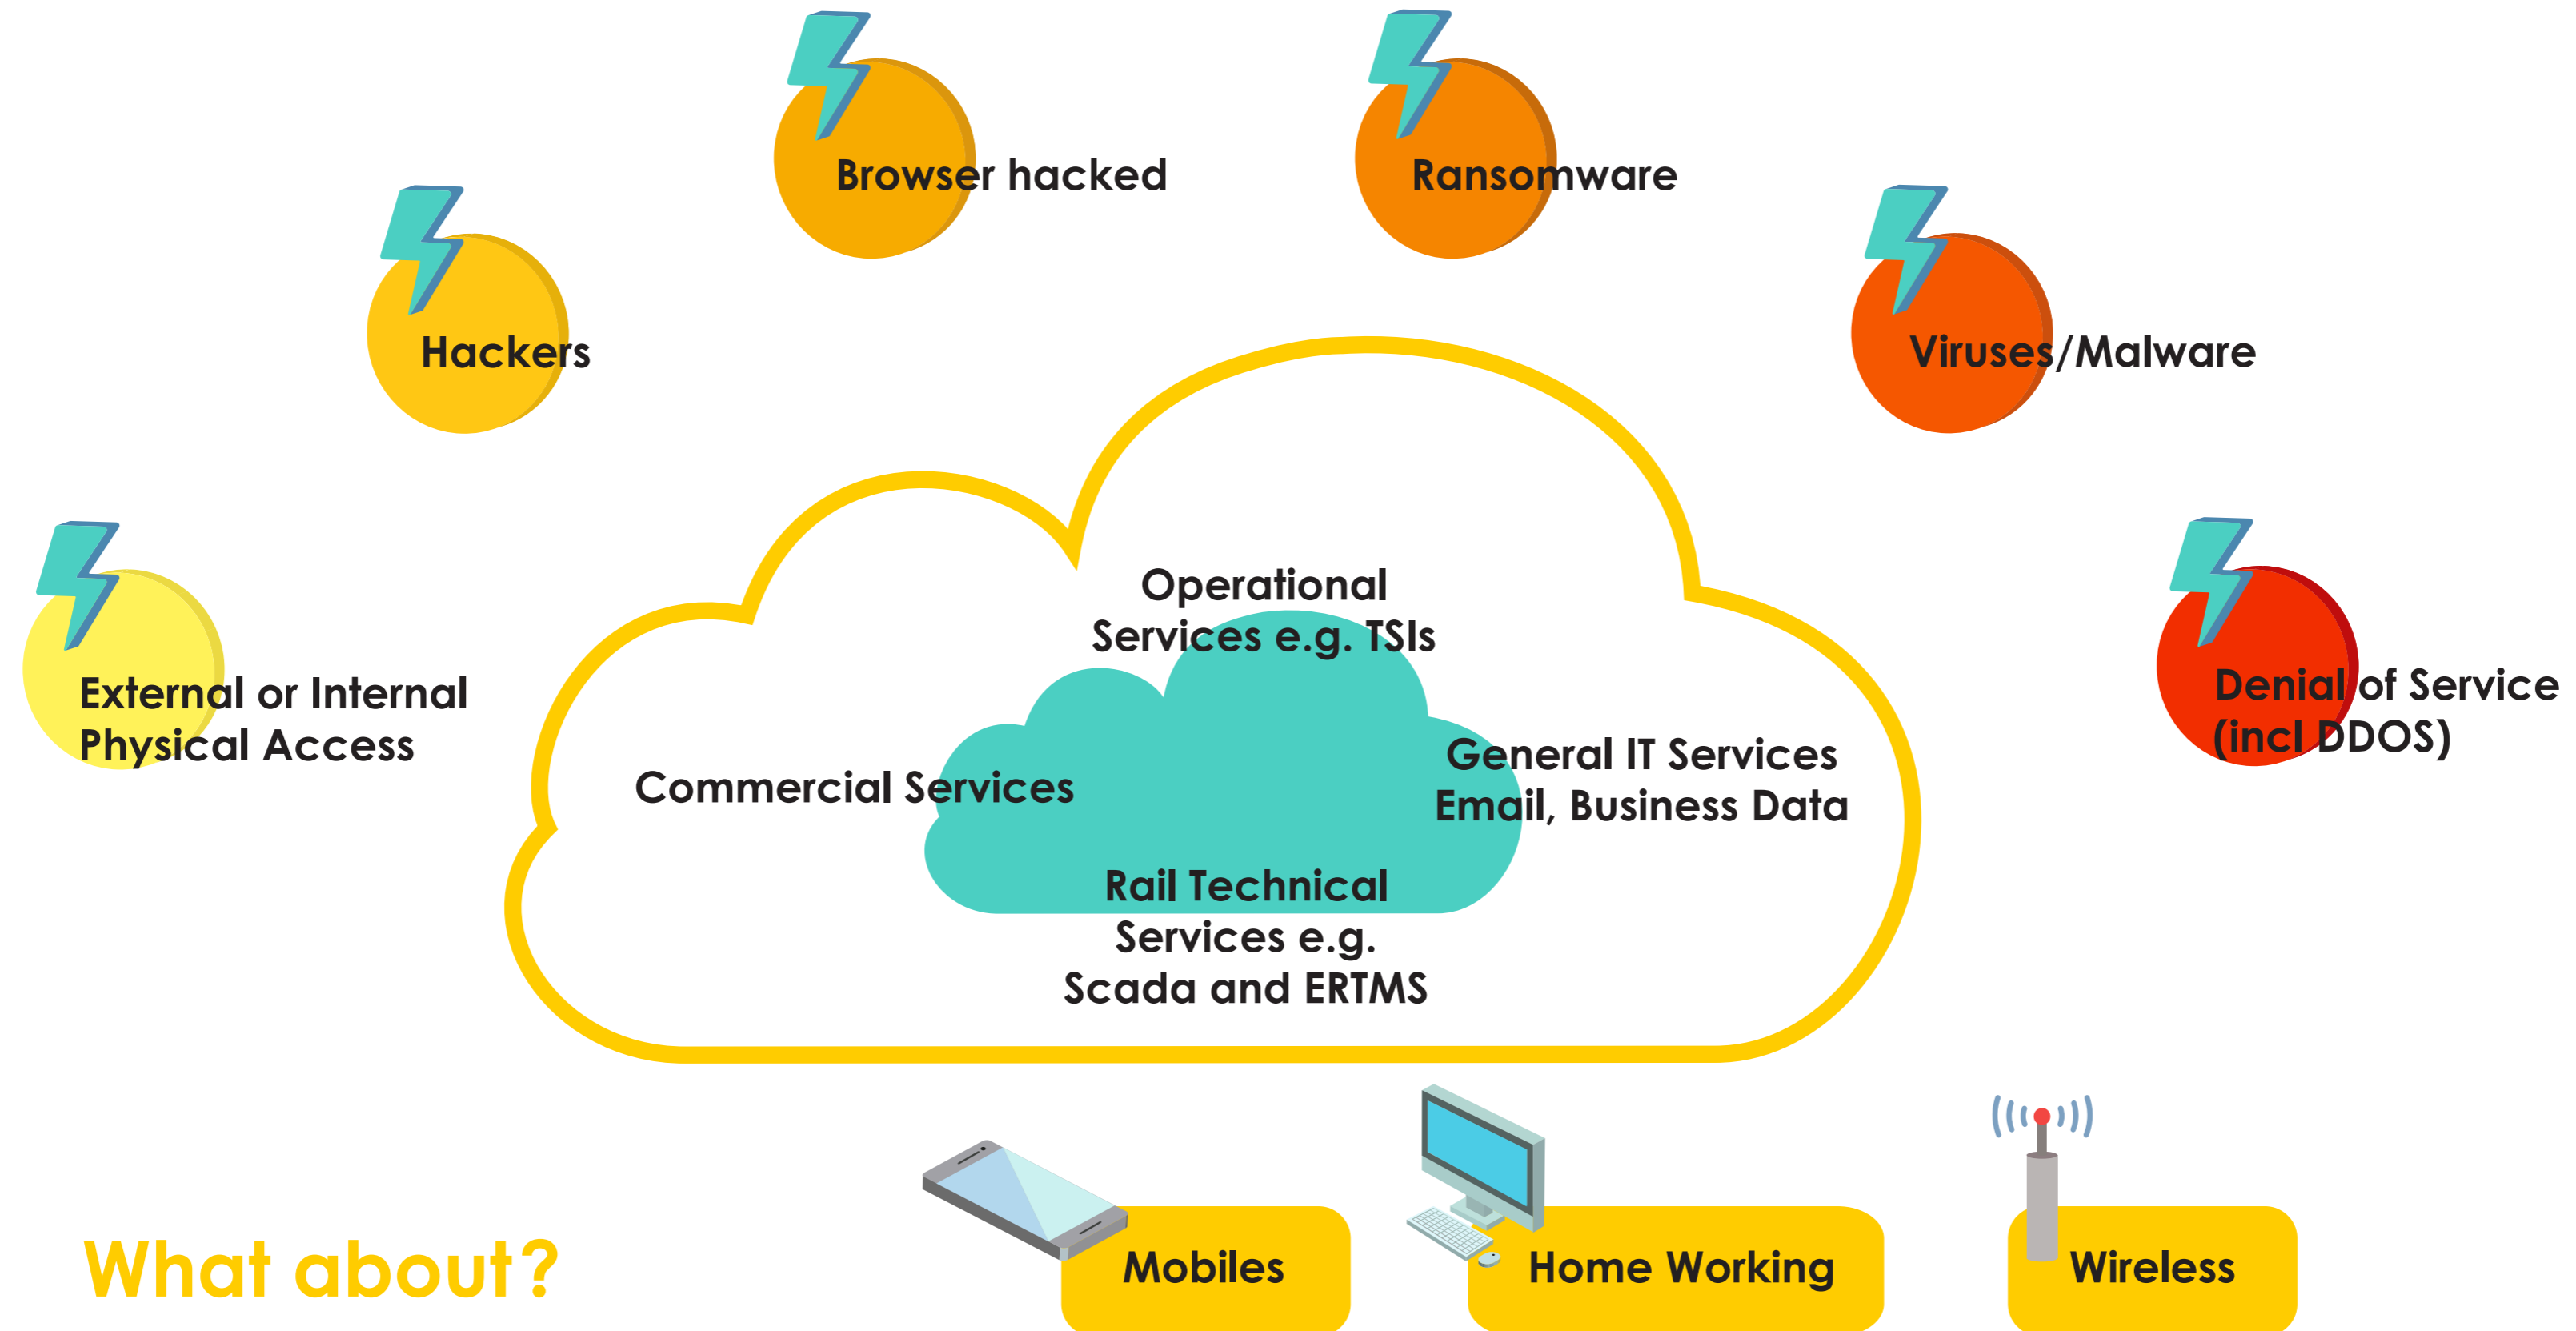 Browser hacked
Ransomware
Hackers
Viruses/Malware
External or Internal
Physical Access
Operational
Services e.g. TSIs
Commercial Services
General IT Services
Email, Business Data
Rail Technical
Services e.g.
Scada and ERTMS
Denial of Service
(incl DDOS)
What about?
Mobiles
Home Working
Wireless